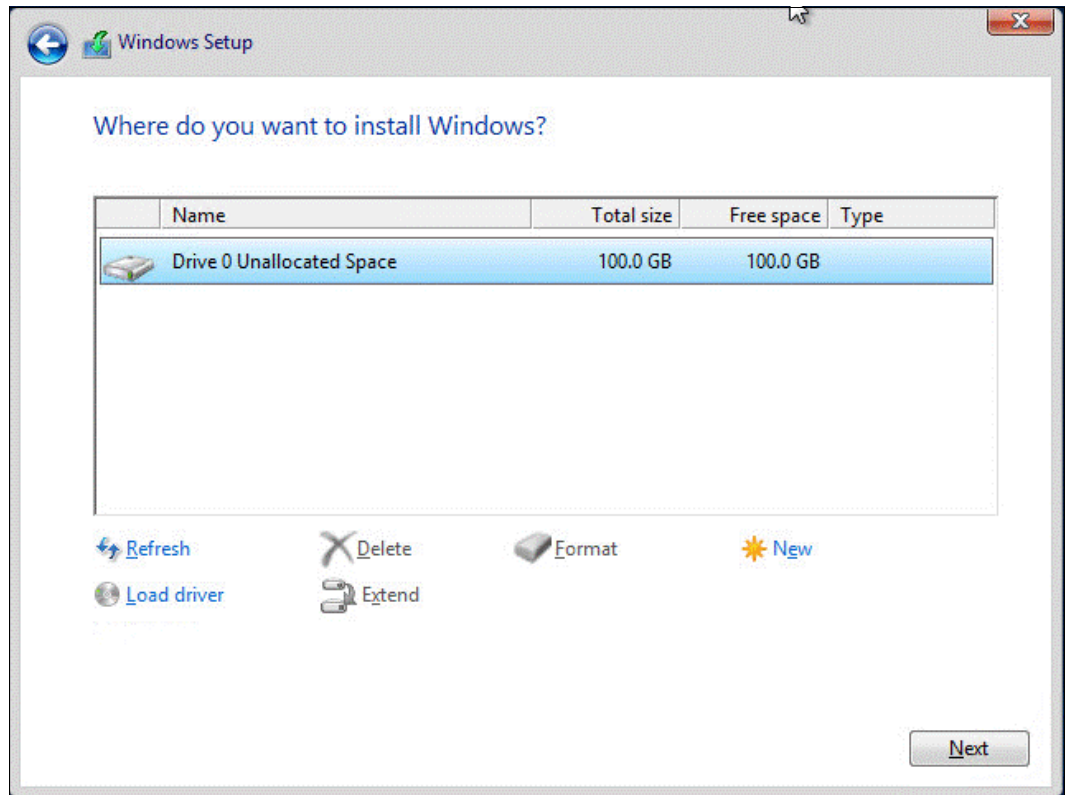 Windows Setup
Where do you want to install Windows?
Name Total size Free space Type
Drive 0 Unallocated Space 100.0 GB 100.0 GB
Refresh Delete Format New
Load driver Extend
Next